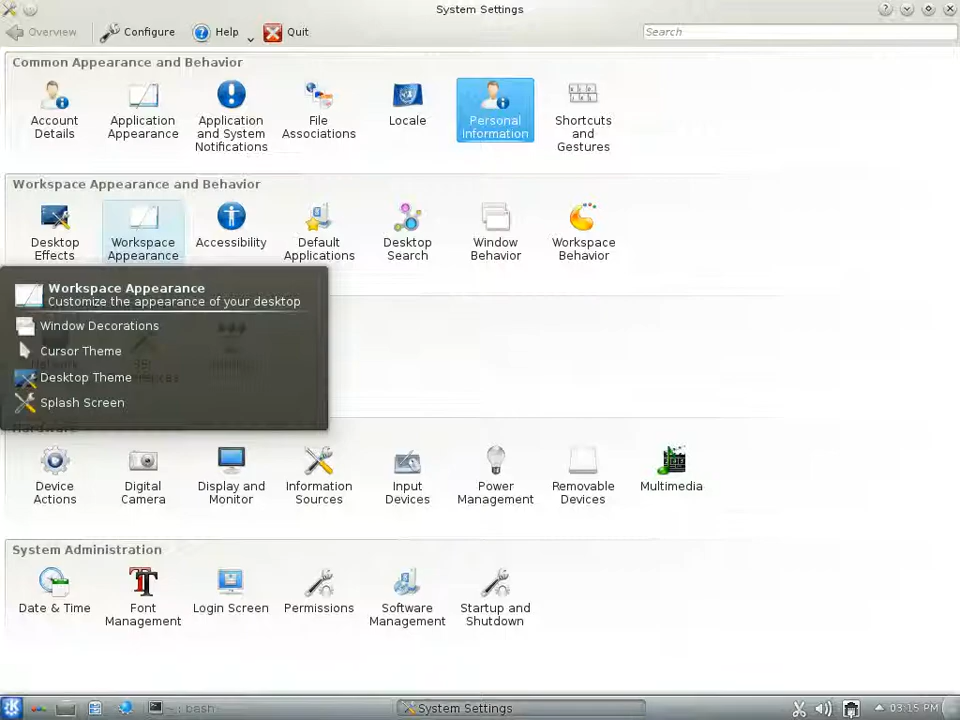 System Settings
Overview Configure Help Quit Search
Common Appearance and Behavior
Account Details
Application Appearance
Application and System Notifications
File Associations
Locale
Personal Information
Shortcuts and Gestures
Workspace Appearance and Behavior
Desktop Effects
Workspace Appearance
Accessibility
Default Applications
Desktop Search
Window Behavior
Workspace Behavior
Workspace Appearance
Customize the appearance of your desktop
Window Decorations
Cursor Theme
Desktop Theme
Splash Screen
Hardware
Device Actions
Digital Camera
Display and Monitor
Information Sources
Input Devices
Power Management
Removable Devices
Multimedia
System Administration
Date & Time
Font Management
Login Screen
Permissions
Software Management
Startup and Shutdown
~ : bash
System Settings
03:15 PM